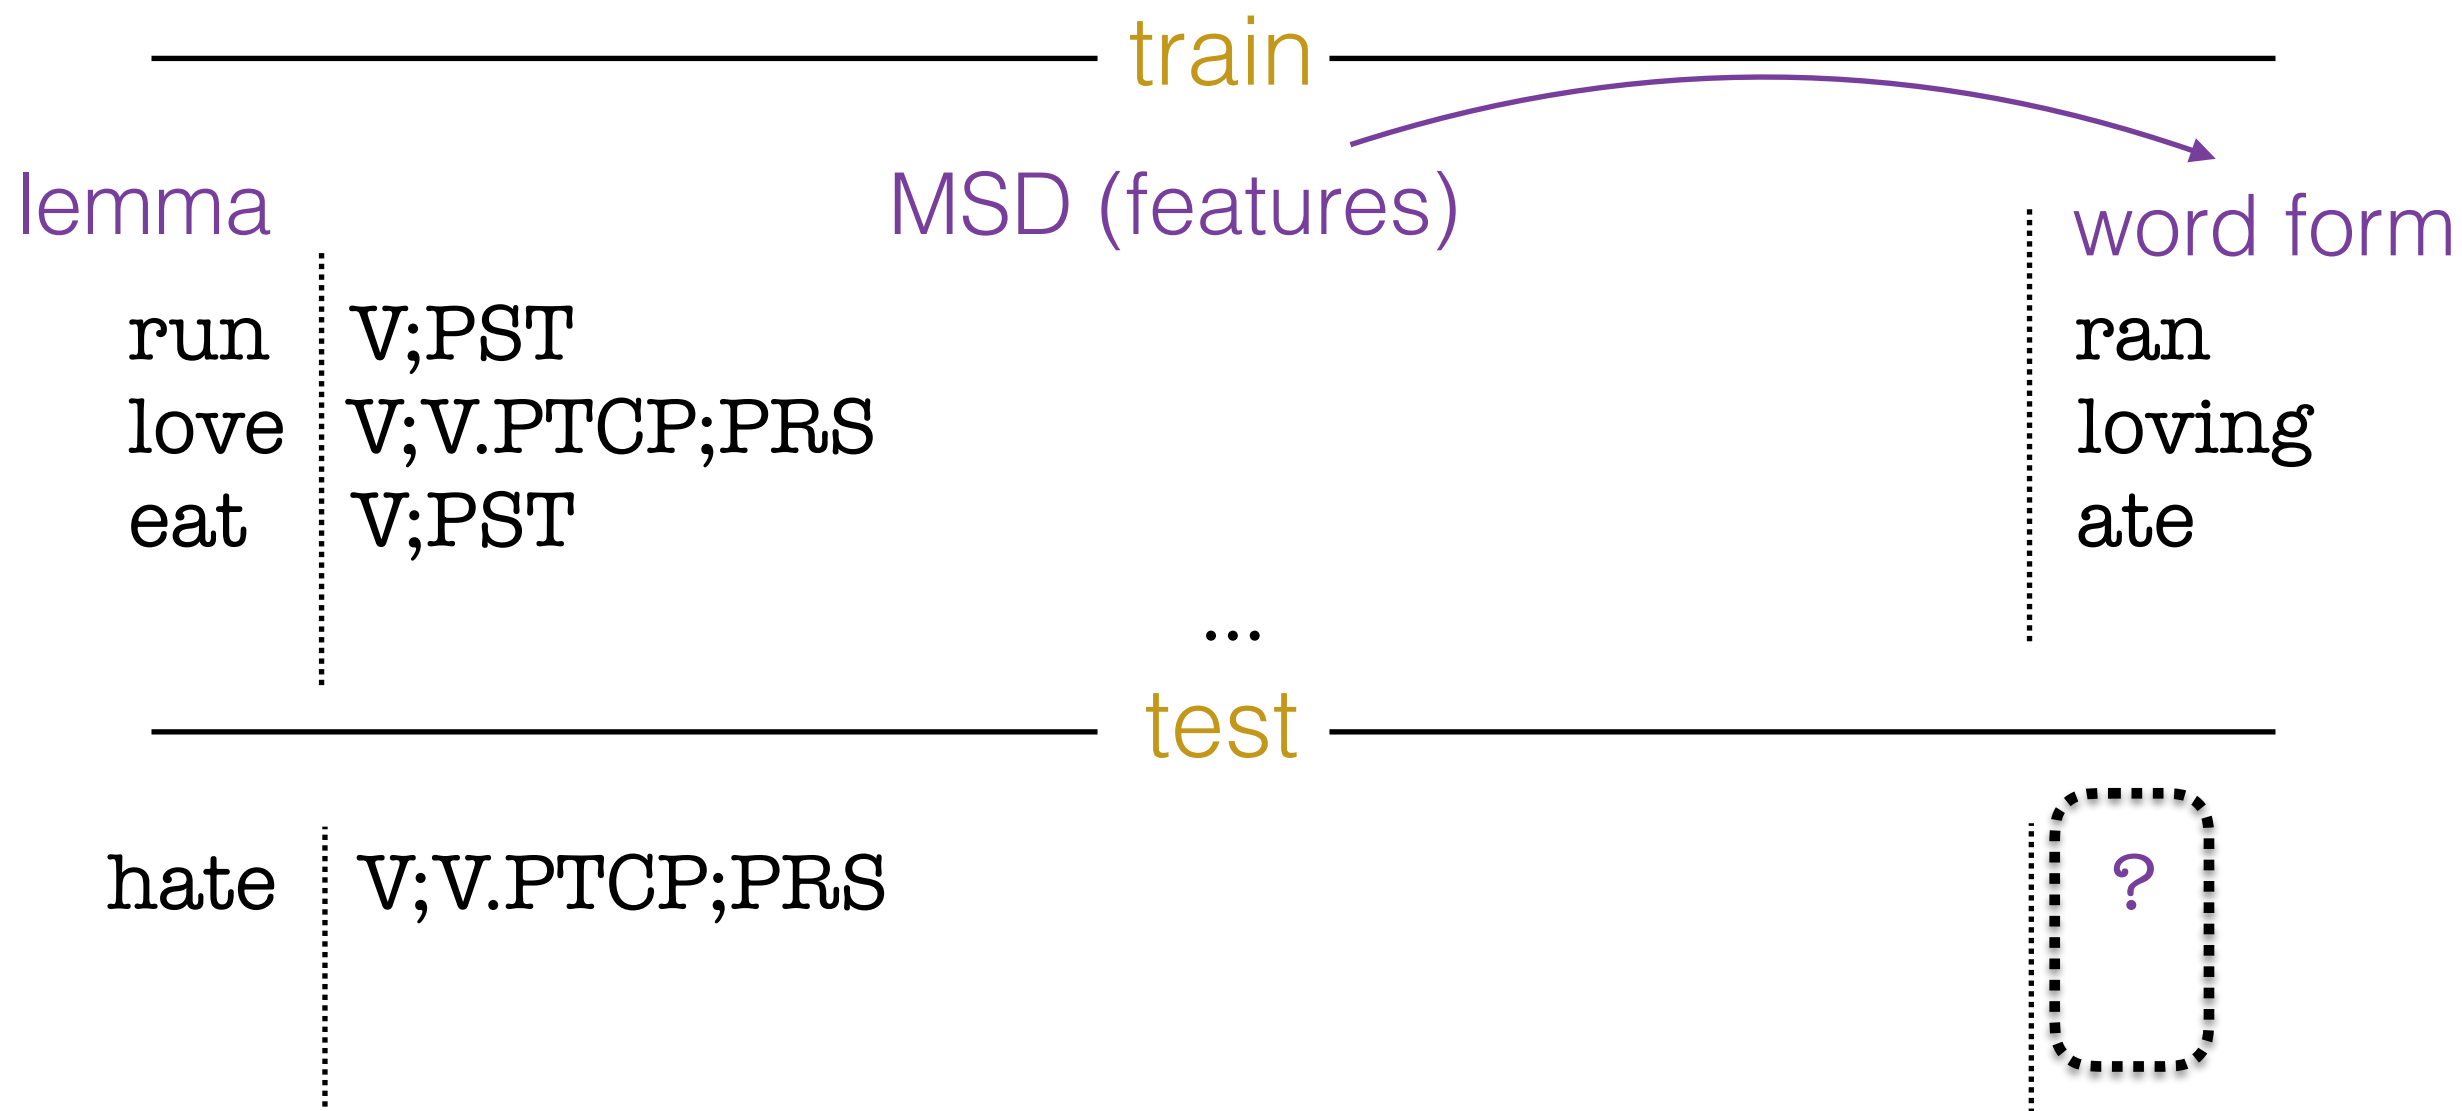 train
lemma MSD (features) word form
run V;PST ran
love V;V.PTCP;PRS loving
eat V;PST ate
...
test
hate V;V.PTCP;PRS ?